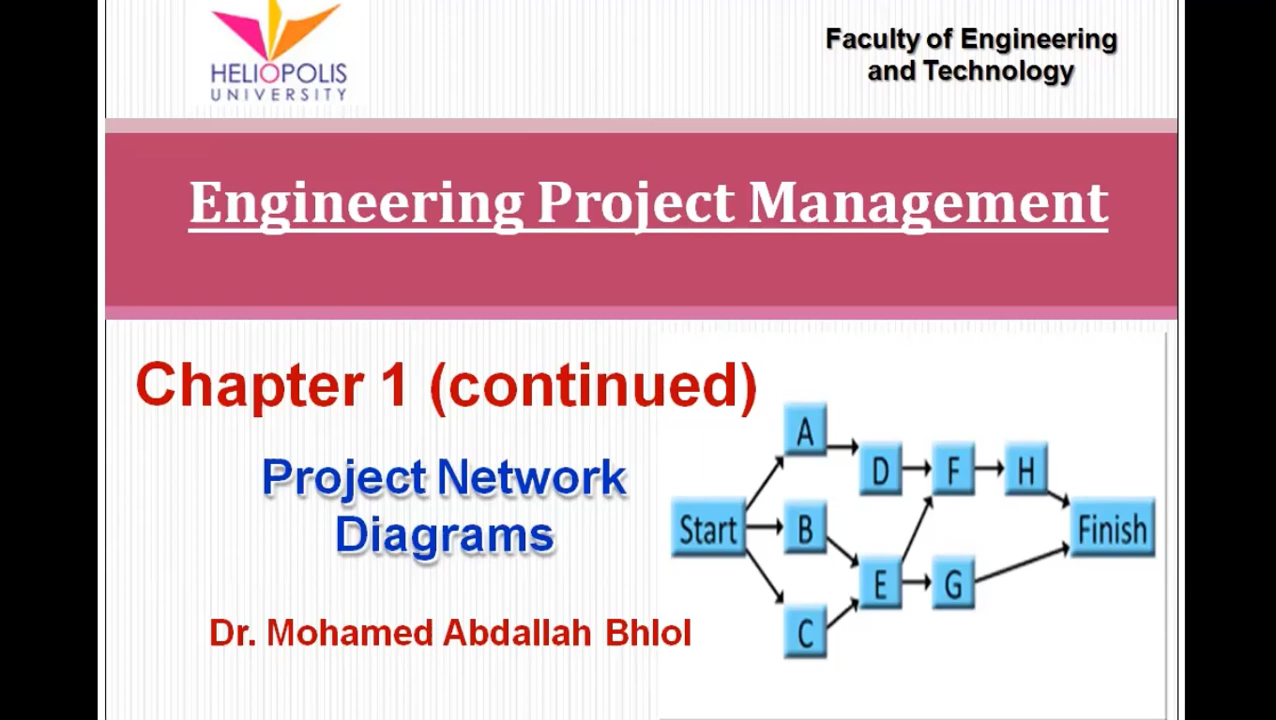 HELIOPOLIS
UNIVERSITY
Faculty of Engineering
and Technology
Engineering Project Management
Chapter 1 (continued)
Project Network
Diagrams
Dr. Mohamed Abdallah Bhlol
A
D
F
H
Start
B
Finish
E
G
C